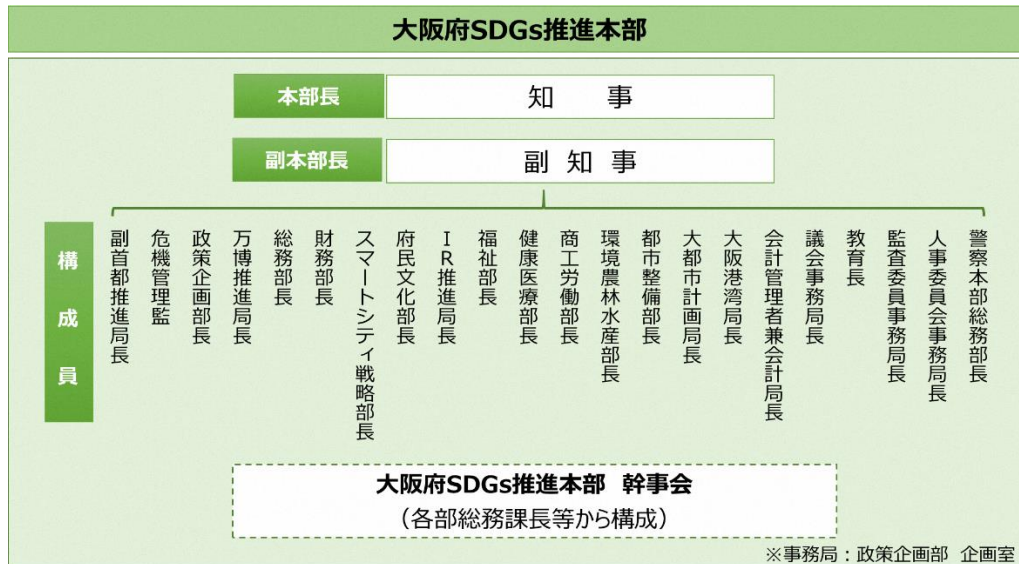 大阪府SDGs推進本部
本部長
知 事
副本部長
副 知 事
構成員
副首都推進局長
危機管理監
政策企画部長
万博推進局長
総務部長
財務部長
スマートシティ戦略部長
府民文化部長
IR推進局長
福祉部長
健康医療部長
商工労働部長
環境農林水産部長
都市整備部長
大都市計画局長
大阪港湾局長
会計管理者兼会計局長
議会事務局長
教育長
監査委員事務局長
人事委員会事務局長
警察本部総務部長
大阪府SDGs推進本部 幹事会
（各部総務課長等から構成）
※事務局：政策企画部 企画室